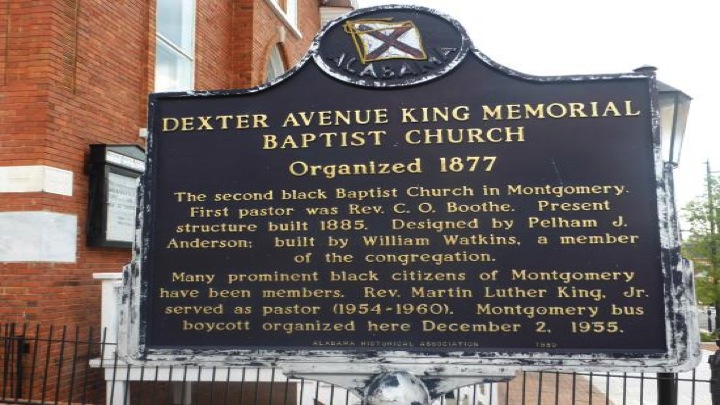 ALABAMA
DEXTER AVENUE KING MEMORIAL
BAPTIST CHURCH
Organized 1877
The second black Baptist Church in Montgomery.
First pastor was Rev. C. O. Boothe. Present
structure built 1885. Designed by Pelham J.
Anderson; built by William Watkins, a member
of the congregation.
Many prominent black citizens of Montgomery
have been members. Rev. Martin Luther King, Jr.
served as pastor (1954-1960). Montgomery bus
boycott organized here December 2, 1955.
ALABAMA HISTORICAL ASSOCIATION